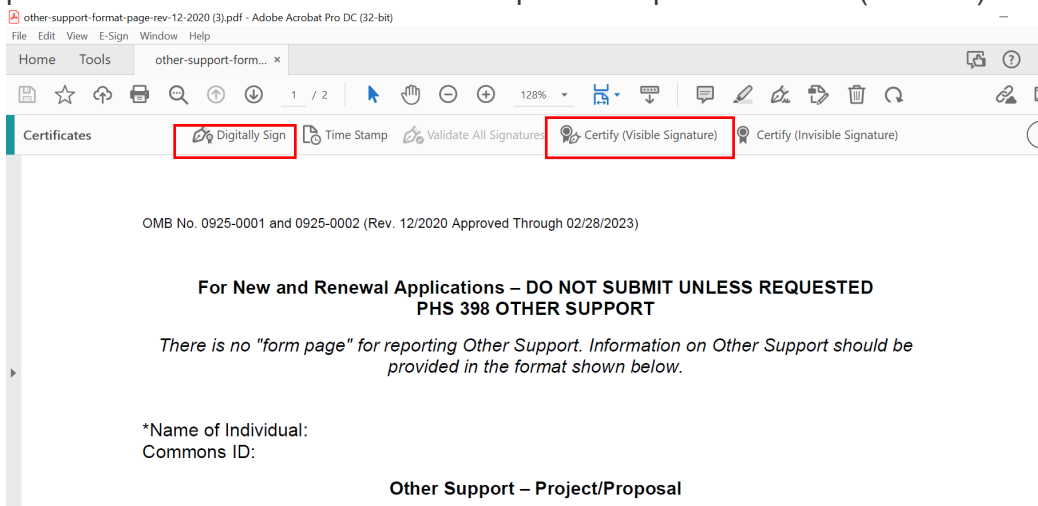 other-support-format-page-rev-12-2020 (3).pdf - Adobe Acrobat Pro DC (32-bit)
File Edit View E-Sign Window Help
Home Tools other-support-form... ×
1 / 2 128%
Certificates Digitally Sign Time Stamp Validate All Signatures Certify (Visible Signature) Certify (Invisible Signature)
OMB No. 0925-0001 and 0925-0002 (Rev. 12/2020 Approved Through 02/28/2023)
For New and Renewal Applications – DO NOT SUBMIT UNLESS REQUESTED
PHS 398 OTHER SUPPORT
There is no "form page" for reporting Other Support. Information on Other Support should be
provided in the format shown below.
*Name of Individual:
Commons ID:
Other Support – Project/Proposal